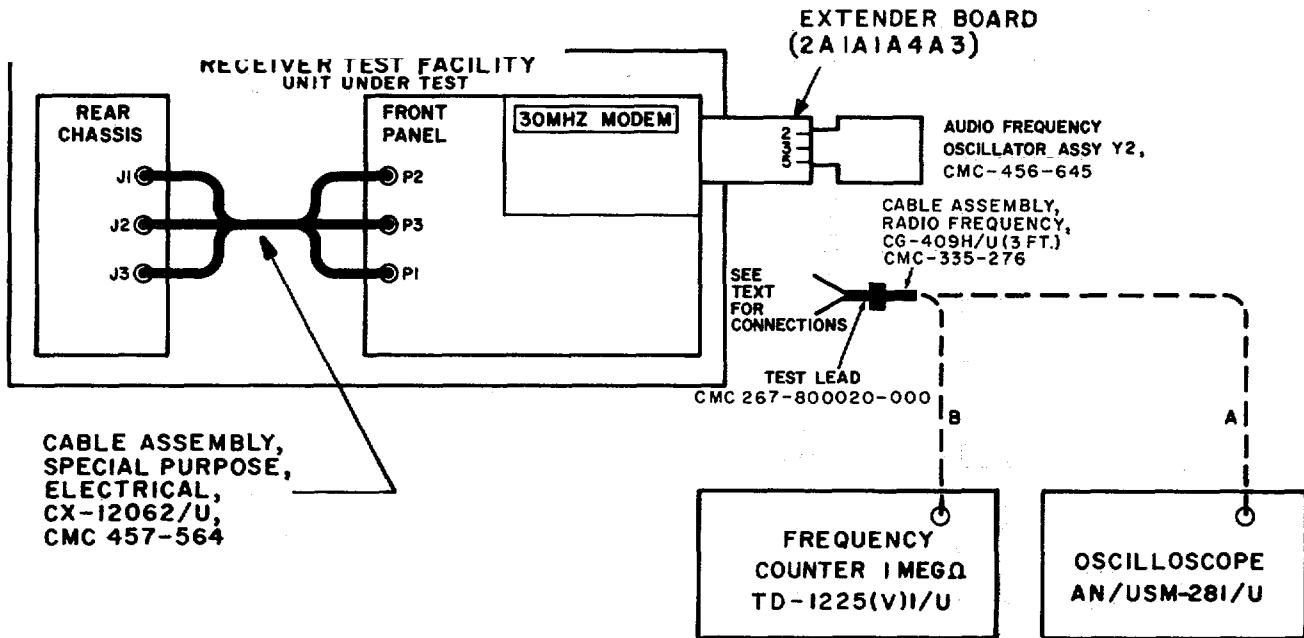 EXTENDER BOARD
(2A1A1A4A3)
RECEIVER TEST FACILITY
UNIT UNDER TEST
REAR
CHASSIS
J1
J2
J3
FRONT
PANEL
P2
P3
P1
30MHZ MODEM
2
3
AUDIO FREQUENCY
OSCILLATOR ASSY Y2,
CMC-456-645
CABLE ASSEMBLY,
RADIO FREQUENCY,
CG-409H/U (3 FT.)
CMC-335-276
SEE
TEXT
FOR
CONNECTIONS
TEST LEAD
CMC 267-800020-000
B
A
CABLE ASSEMBLY,
SPECIAL PURPOSE,
ELECTRICAL,
CX-12062/U,
CMC 457-564
FREQUENCY
COUNTER 1 MEGΩ
TD-1225(V)1/U
OSCILLOSCOPE
AN/USM-281/U